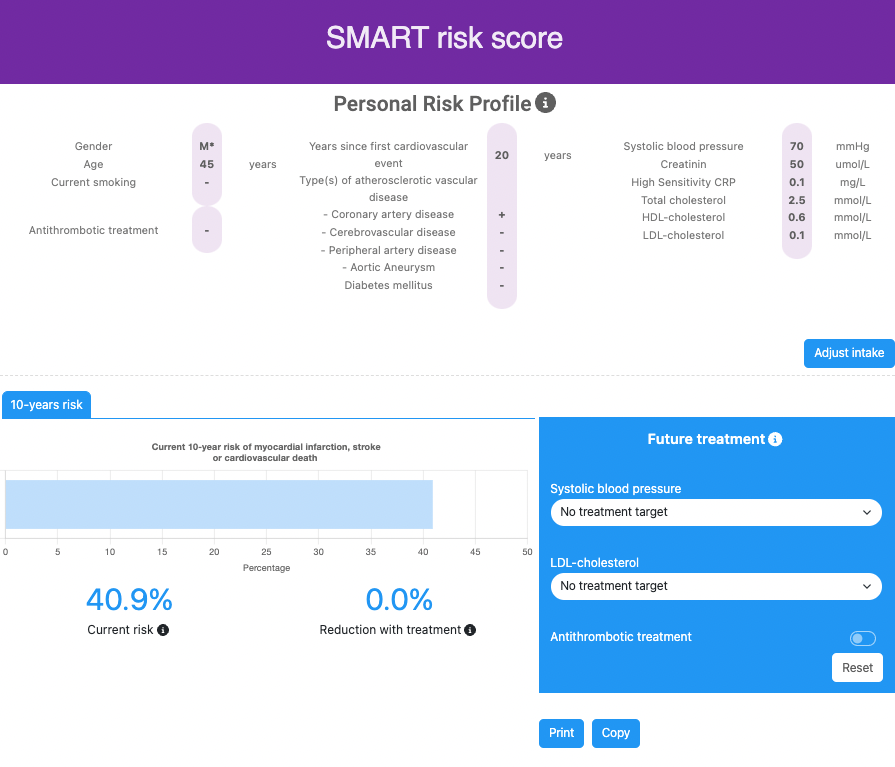 SMART risk score
Personal Risk Profile
Gender M*
Age 45 years
Current smoking -
Antithrombotic treatment -
Years since first cardiovascular
event
20 years
Type(s) of atherosclerotic vascular
disease
- Coronary artery disease +
- Cerebrovascular disease -
- Peripheral artery disease -
- Aortic Aneurysm -
Diabetes mellitus -
Systolic blood pressure 70 mmHg
Creatinin 50 umol/L
High Sensitivity CRP 0.1 mg/L
Total cholesterol 2.5 mmol/L
HDL-cholesterol 0.6 mmol/L
LDL-cholesterol 0.1 mmol/L
Adjust intake
10-years risk
Current 10-year risk of myocardial infarction, stroke
or cardiovascular death
0 5 10 15 20 25 30 35 40 45 50
Percentage
40.9% 0.0%
Current risk Reduction with treatment
Future treatment
Systolic blood pressure
No treatment target
LDL-cholesterol
No treatment target
Antithrombotic treatment
Reset
Print Copy